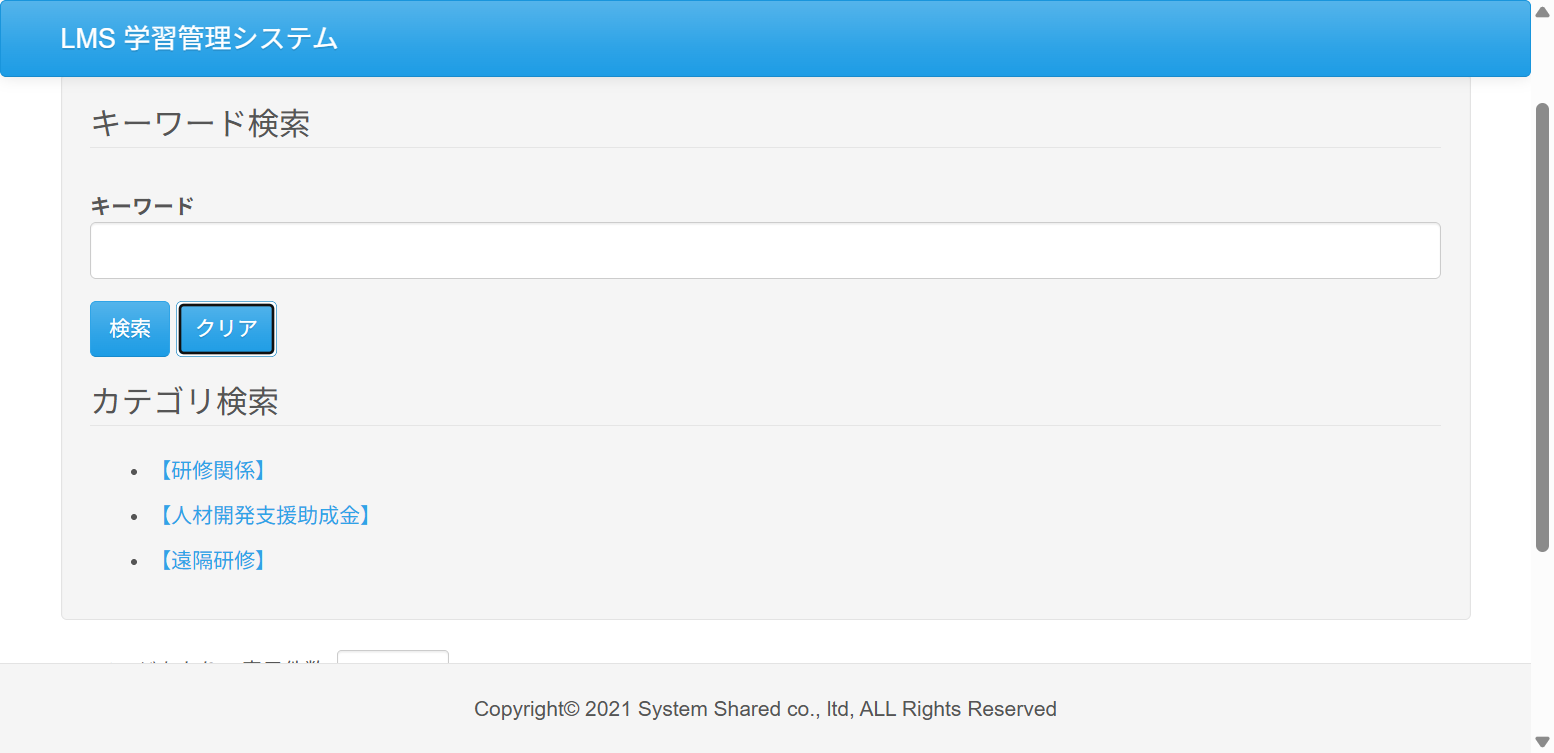 LMS 学習管理システム
キーワード検索
キーワード
検索 クリア
カテゴリ検索
【研修関係】
【人材開発支援助成金】
【遠隔研修】
Copyright© 2021 System Shared co., ltd, ALL Rights Reserved